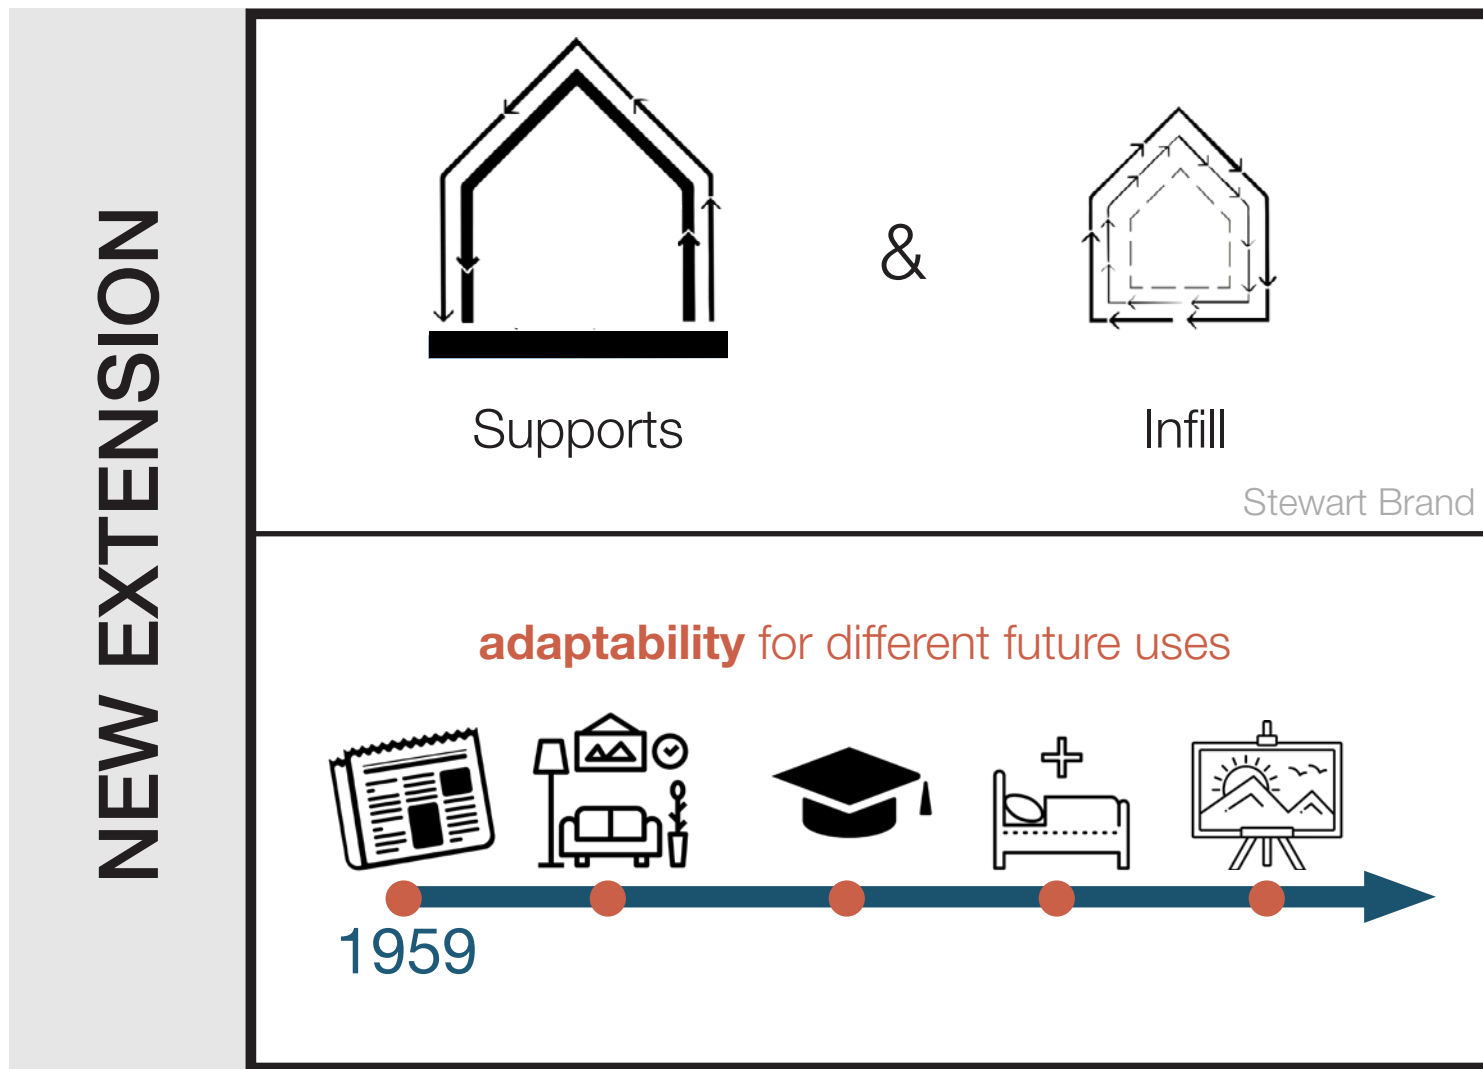 NEW EXTENSION
&
Supports
Infill
Stewart Brand
adaptability for different future uses
1959